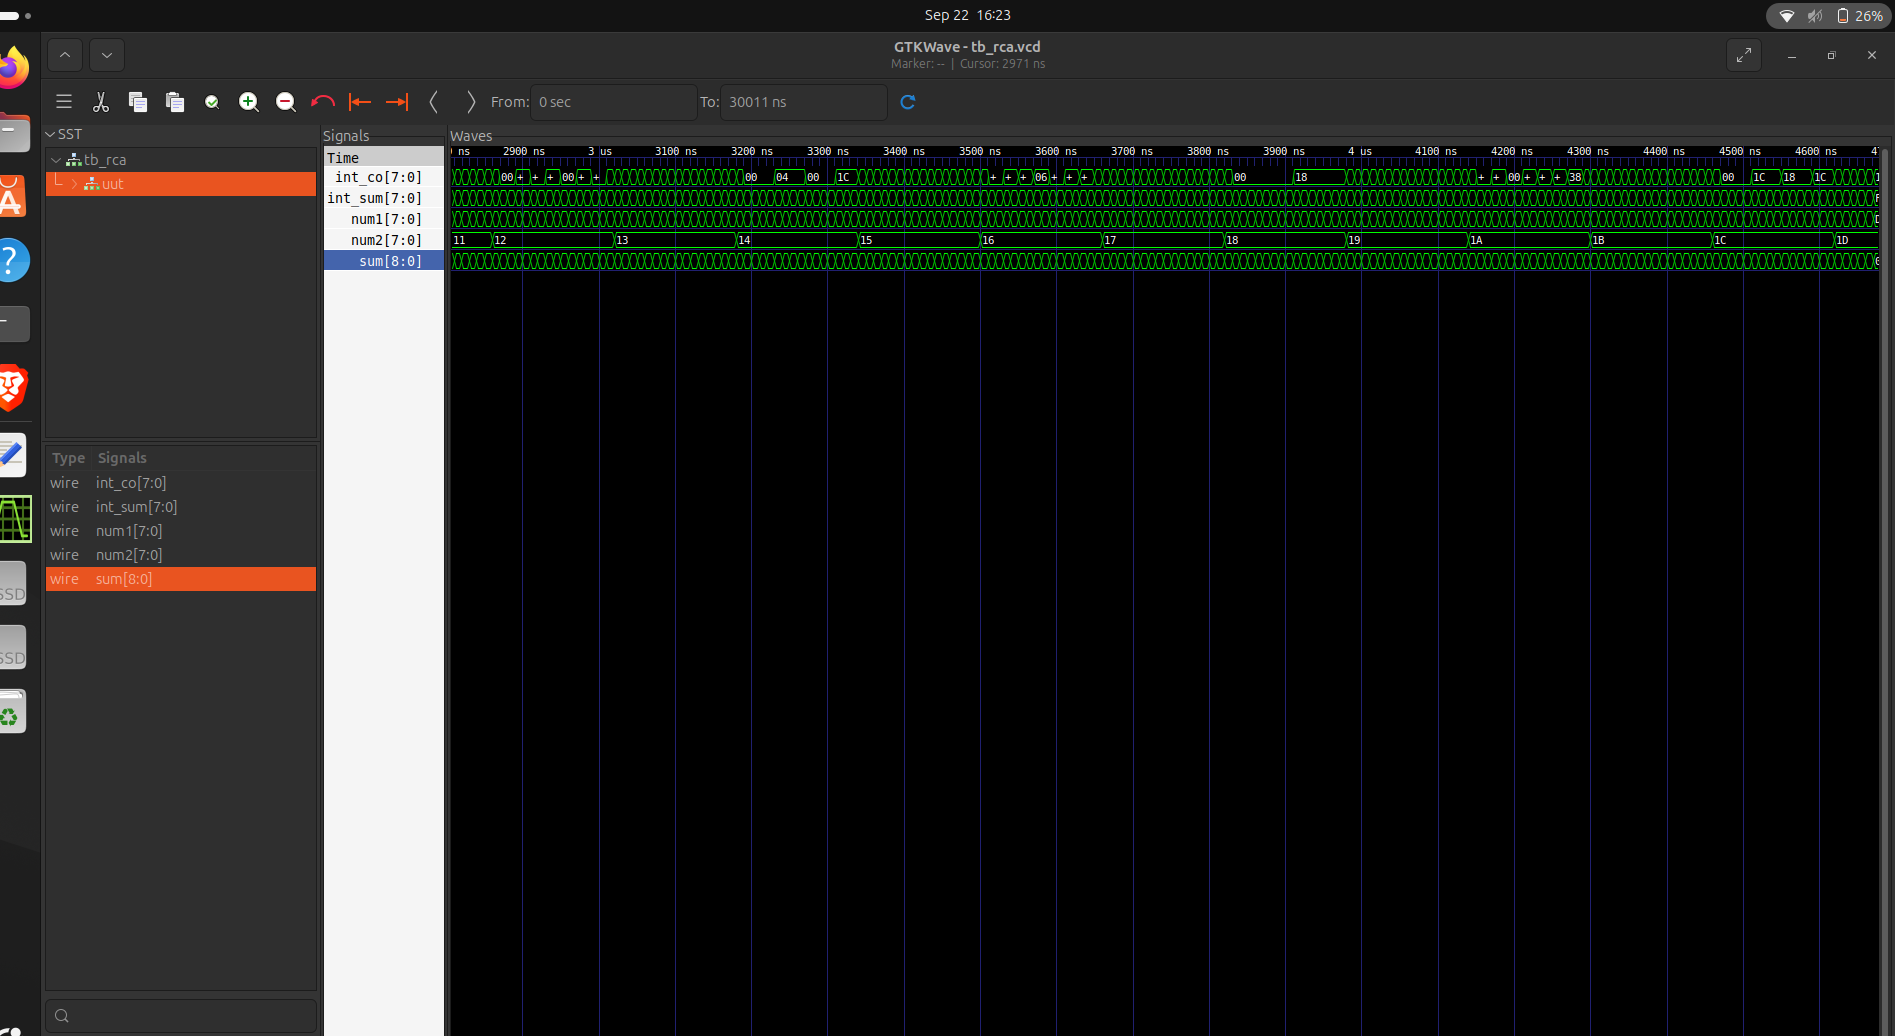 Sep 22 16:23
26%
GTKWave - tb_rca.vcd
Marker: -- | Cursor: 2971 ns
From: 0 sec To: 30011 ns
SST
tb_rca
uut
Type Signals
wire int_co[7:0]
wire int_sum[7:0]
wire num1[7:0]
wire num2[7:0]
wire sum[8:0]
Signals
Time
int_co[7:0]
int_sum[7:0]
num1[7:0]
num2[7:0]
sum[8:0]
Waves
ns 2900 ns 3 us 3100 ns 3200 ns 3300 ns 3400 ns 3500 ns 3600 ns 3700 ns 3800 ns 3900 ns 4 us 4100 ns 4200 ns 4300 ns 4400 ns 4500 ns 4600 ns
00 + + + 00 + + 00 04 00 1C + + + 06 + + + 00 18 + + 00 + + + 38 00 1C 18 1C
11 12 13 14 15 16 17 18 19 1A 1B 1C 1D
SSD
SSD